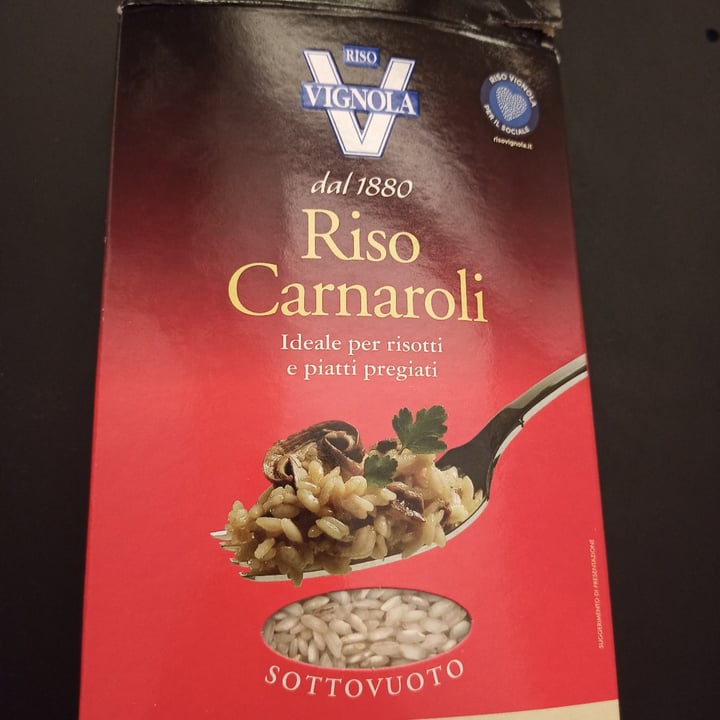 RISO
VIGNOLA
RISO VIGNOLA
PER IL SOCIALE
risovignola.it
dal 1880
Riso
Carnaroli
Ideale per risotti
e piatti pregiati
SUGGERIMENTO DI PRESENTAZIONE
SOTTOVUOTO